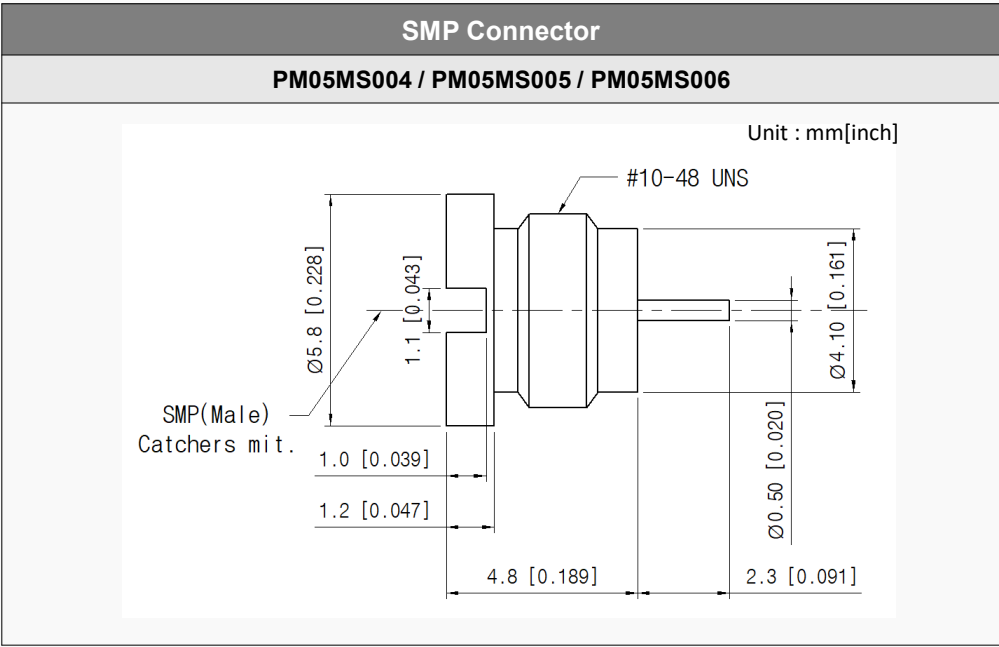 SMP Connector
PM05MS004 / PM05MS005 / PM05MS006
Unit : mm[inch]
#10-48 UNS
Ø5.8 [0.228]
1.1 [0.043]
Ø4.10 [0.161]
SMP(Male)
Catchers mit.
1.0 [0.039]
Ø0.50 [0.020]
1.2 [0.047]
4.8 [0.189]
2.3 [0.091]